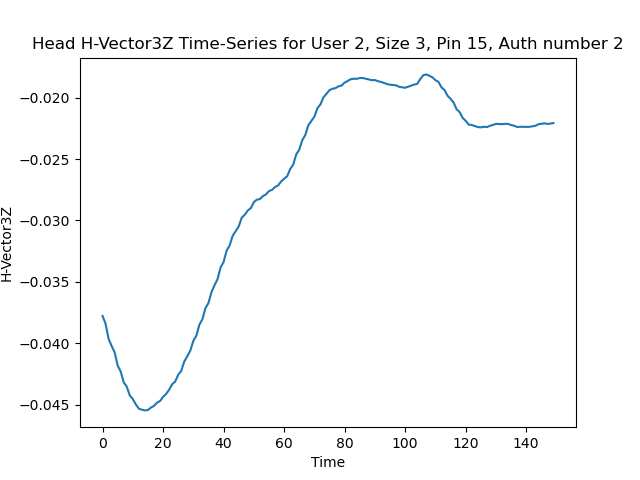 Head H-Vector3Z Time-Series for User 2, Size 3, Pin 15, Auth number 2
H-Vector3Z
−0.020
−0.025
−0.030
−0.035
−0.040
−0.045
0 20 40 60 80 100 120 140
Time